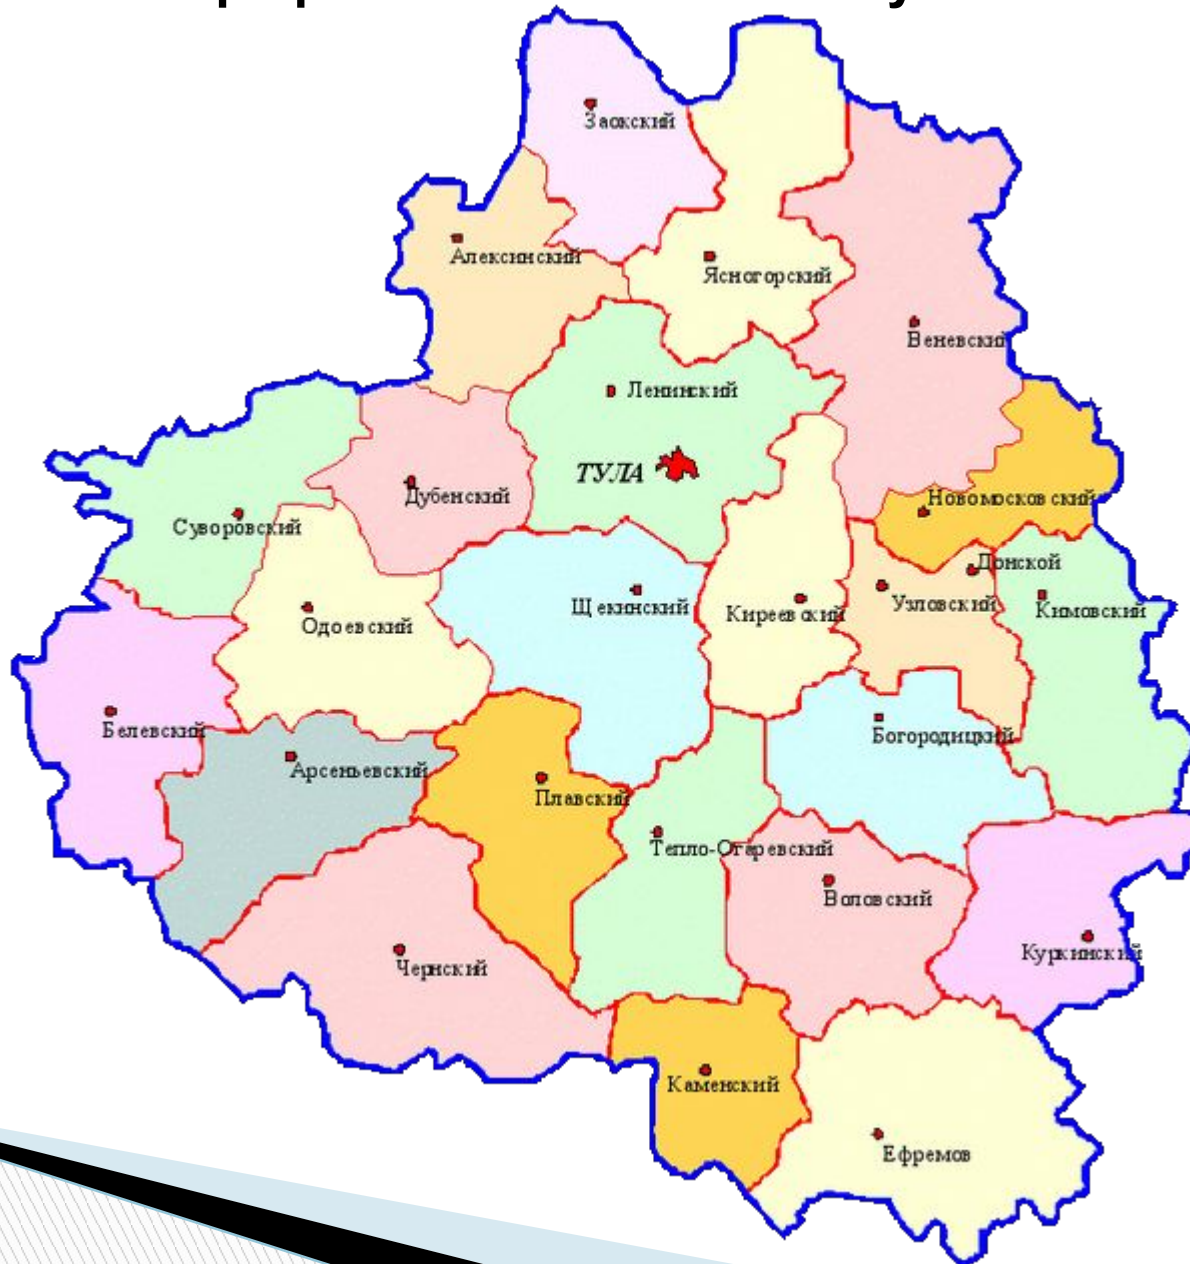 Заокский
Алексинский
Ясногорский
Веневский
Ленинский
ТУЛА
Дубенский
Новомосковский
Суворовский
Донской
Щекинский
Узловский
Кимовский
Киреевский
Одоевский
Белевский
Богородицкий
Арсеньевский
Плавский
Тепло-Огаревский
Воловский
Куркинский
Чернский
Каменский
Ефремов